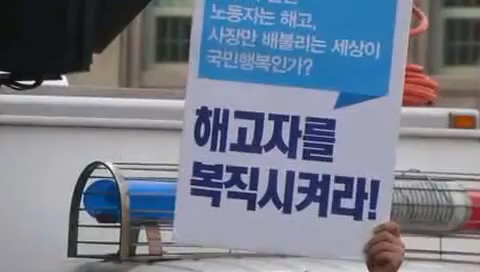 노동자는 해고,
사장만 배불리는 세상이
국민행복인가?
해고자를
복직시켜라!